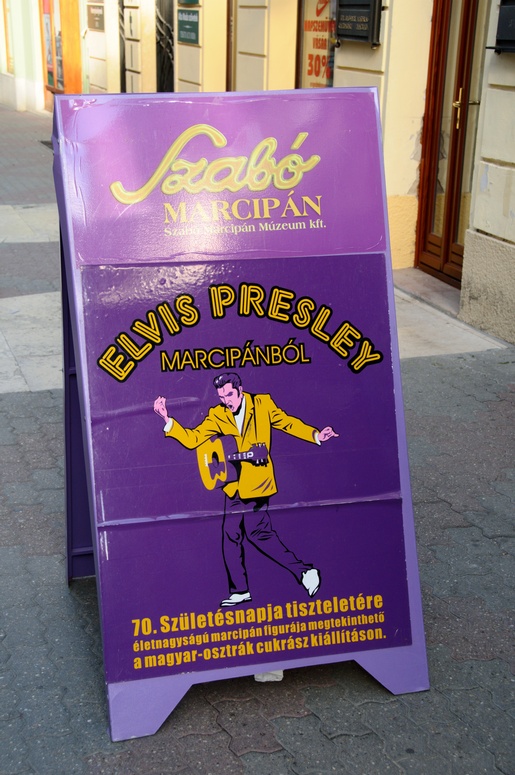 Szabó
MARCIPÁN
Szabó Marcipán Múzeum kft.
ELVIS PRESLEY
MARCIPÁNBÓL
70. Születésnapja tiszteletére
életnagyságú marcipán figurája megtekinthető
a magyar-osztrák cukrász kiállításon.
30%